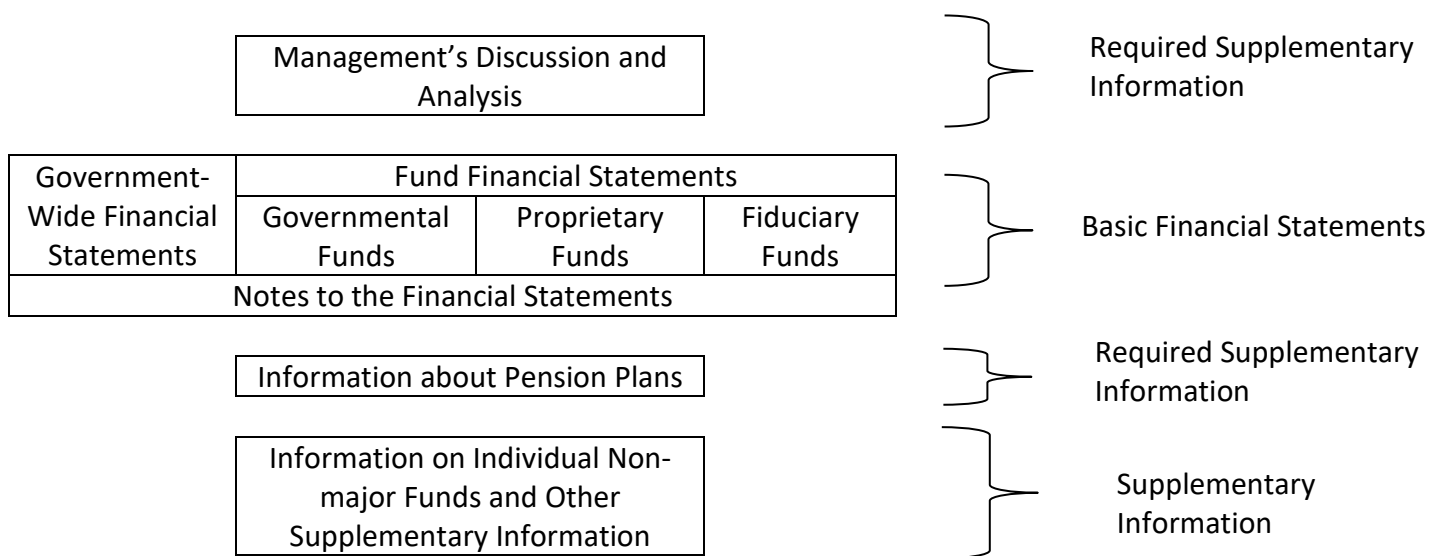 Management’s Discussion and
Analysis
Required Supplementary
Information
Government-
Wide Financial
Statements
Fund Financial Statements
Governmental
Funds
Proprietary
Funds
Fiduciary
Funds
Notes to the Financial Statements
Basic Financial Statements
Information about Pension Plans
Required Supplementary
Information
Information on Individual Non-
major Funds and Other
Supplementary Information
Supplementary
Information